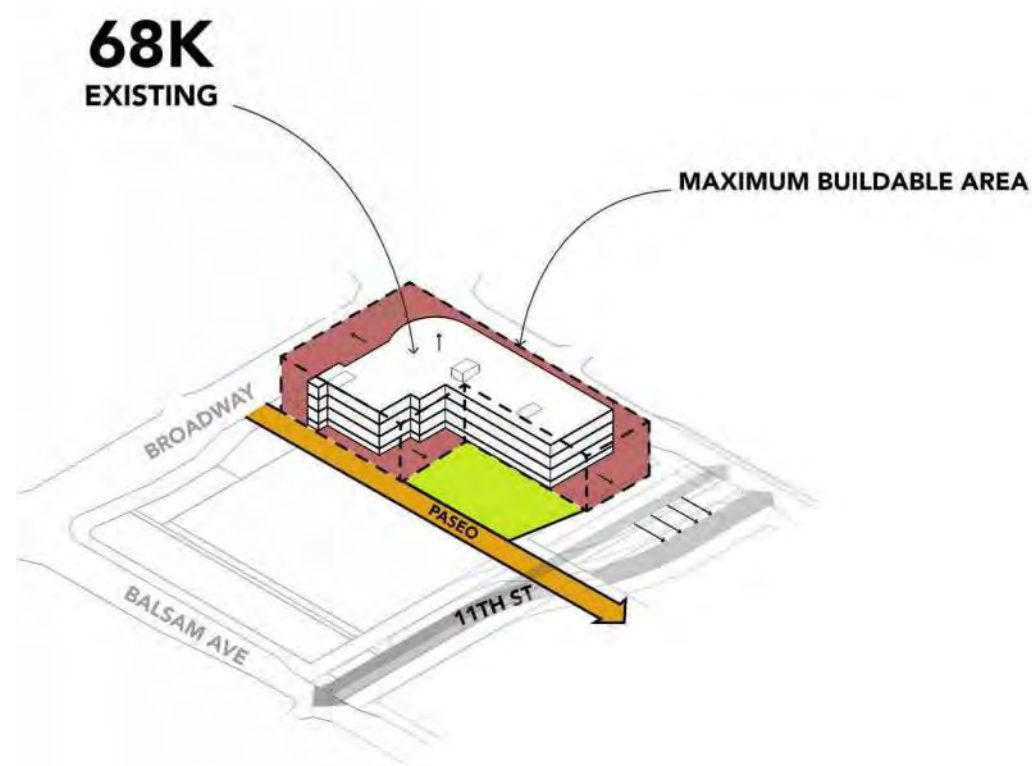 68K
EXISTING
MAXIMUM BUILDABLE AREA
BROADWAY
PASEO
11TH ST
BALSAM AVE